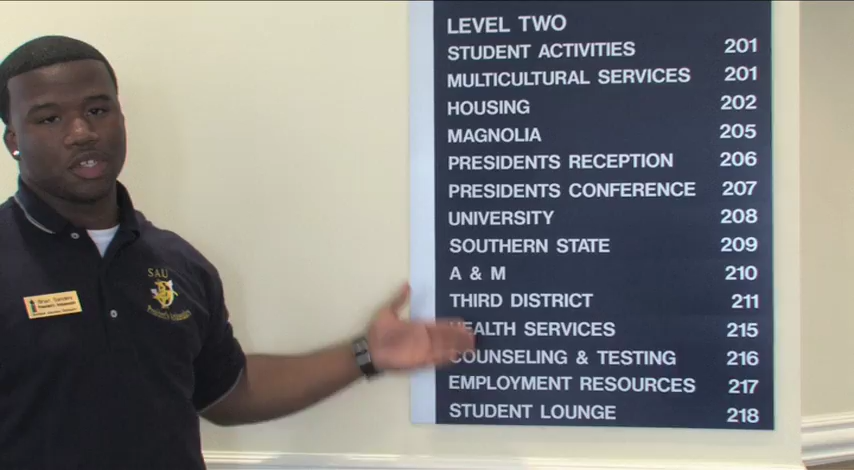 LEVEL TWO
STUDENT ACTIVITIES 201
MULTICULTURAL SERVICES 201
HOUSING 202
MAGNOLIA 205
PRESIDENTS RECEPTION 206
PRESIDENTS CONFERENCE 207
UNIVERSITY 208
SOUTHERN STATE 209
A & M 210
THIRD DISTRICT 211
HEALTH SERVICES 215
COUNSELING & TESTING 216
EMPLOYMENT RESOURCES 217
STUDENT LOUNGE 218
SAU
Brian